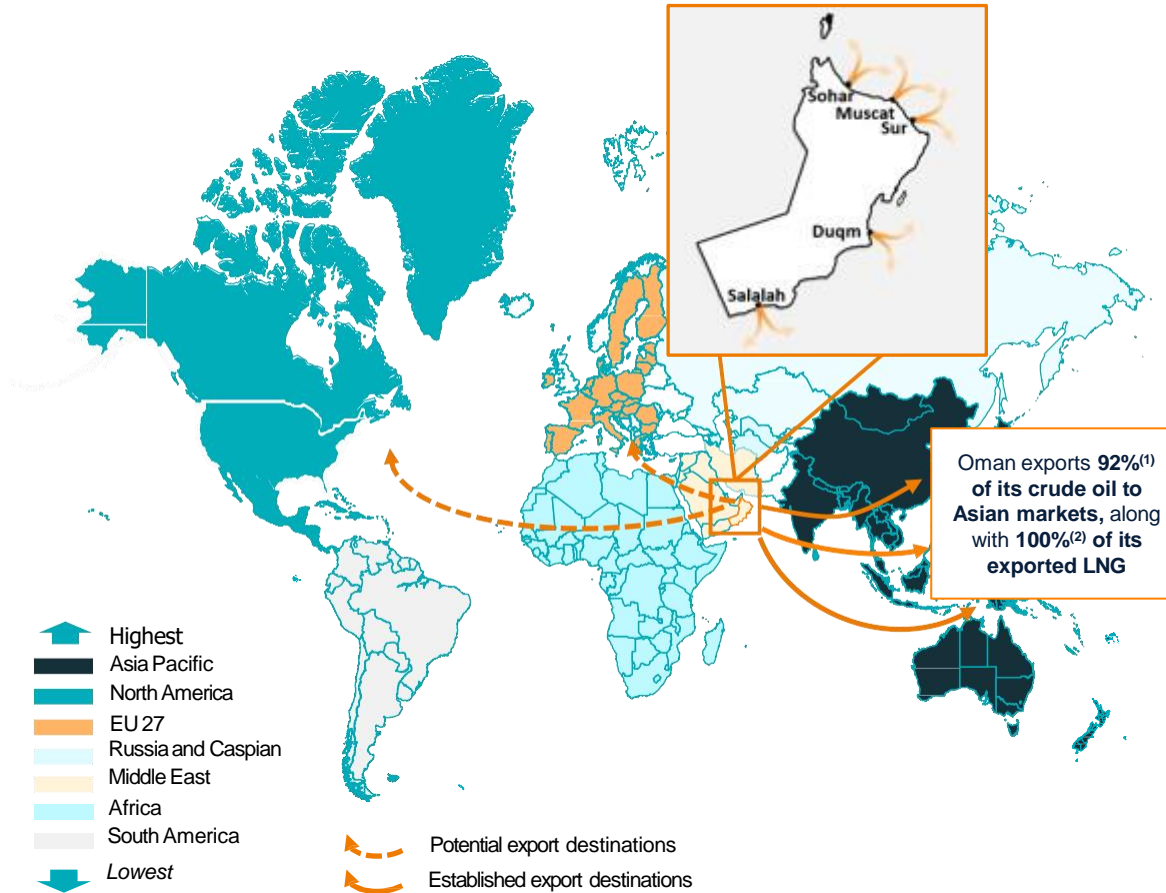 Sohar
Muscat
Sur
Duqm
Salalah
Oman exports 92%(1)
of its crude oil to
Asian markets, along
with 100%(2) of its
exported LNG
Highest
Asia Pacific
North America
EU 27
Russia and Caspian
Middle East
Africa
South America
Lowest
Potential export destinations
Established export destinations